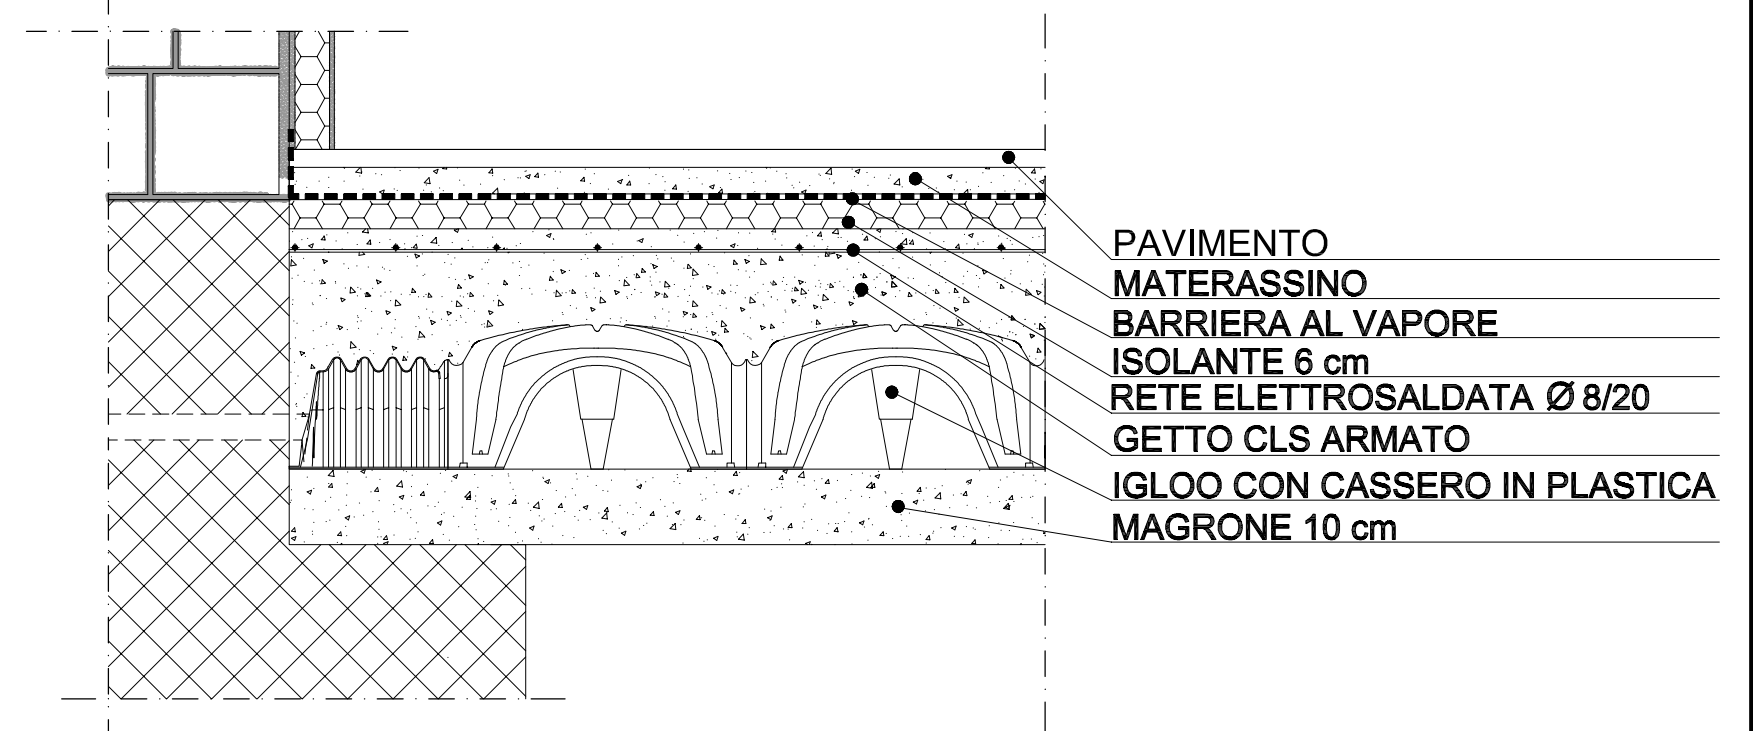 PAVIMENTO
MATERASSINO
BARRIERA AL VAPORE
ISOLANTE 6 cm
RETE ELETTROSALDATA Ø 8/20
GETTO CLS ARMATO
IGLOO CON CASSERO IN PLASTICA
MAGRONE 10 cm